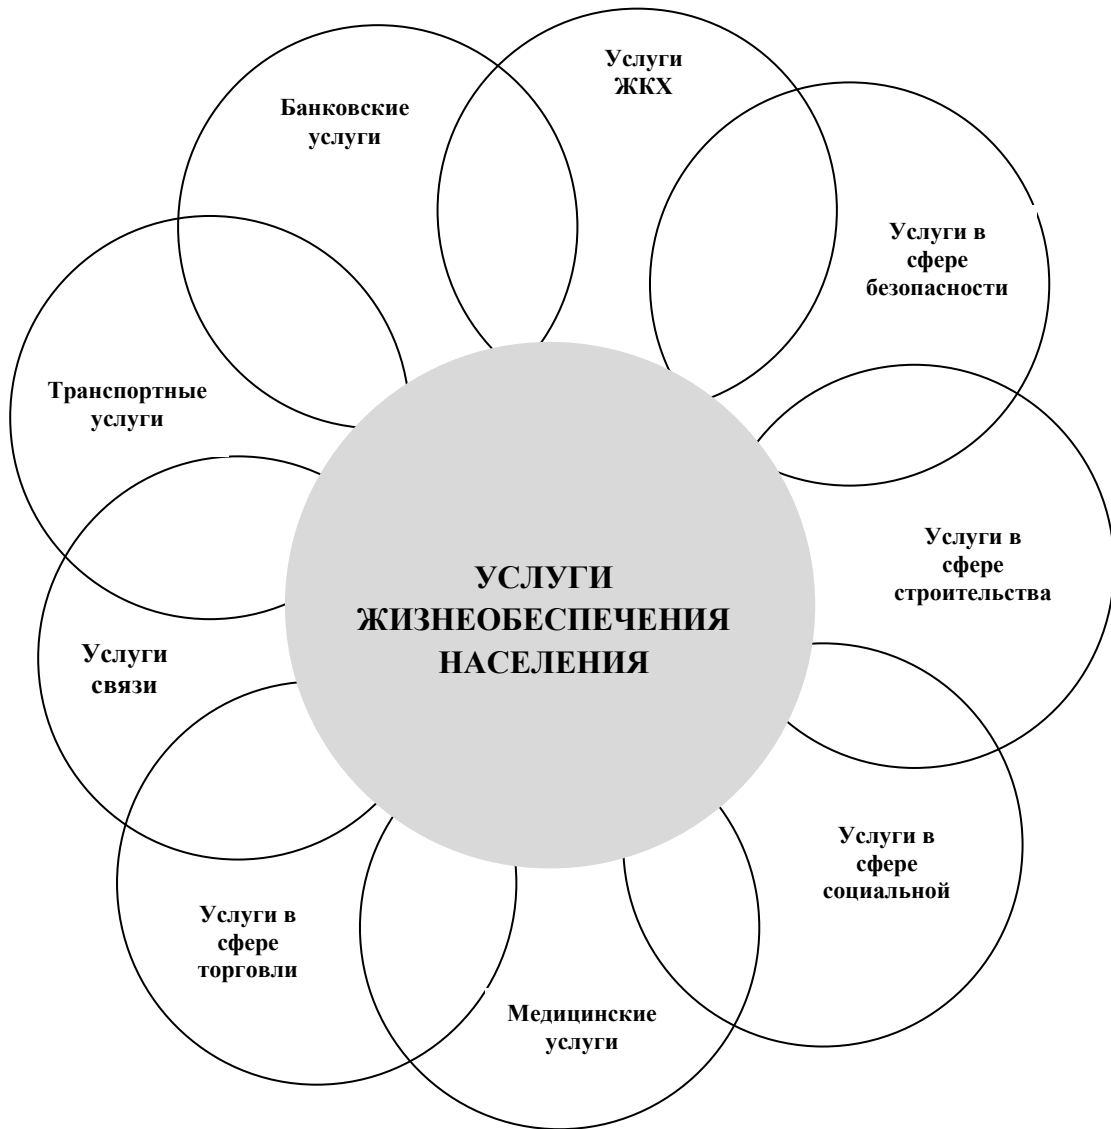 Услуги
ЖКХ
Банковские
услуги
Услуги в
сфере
безопасности
Транспортные
услуги
Услуги в
сфере
строительства
УСЛУГИ
ЖИЗНЕОБЕСПЕЧЕНИЯ
НАСЕЛЕНИЯ
Услуги
связи
Услуги в
сфере
социальной
Услуги в
сфере
торговли
Медицинские
услуги